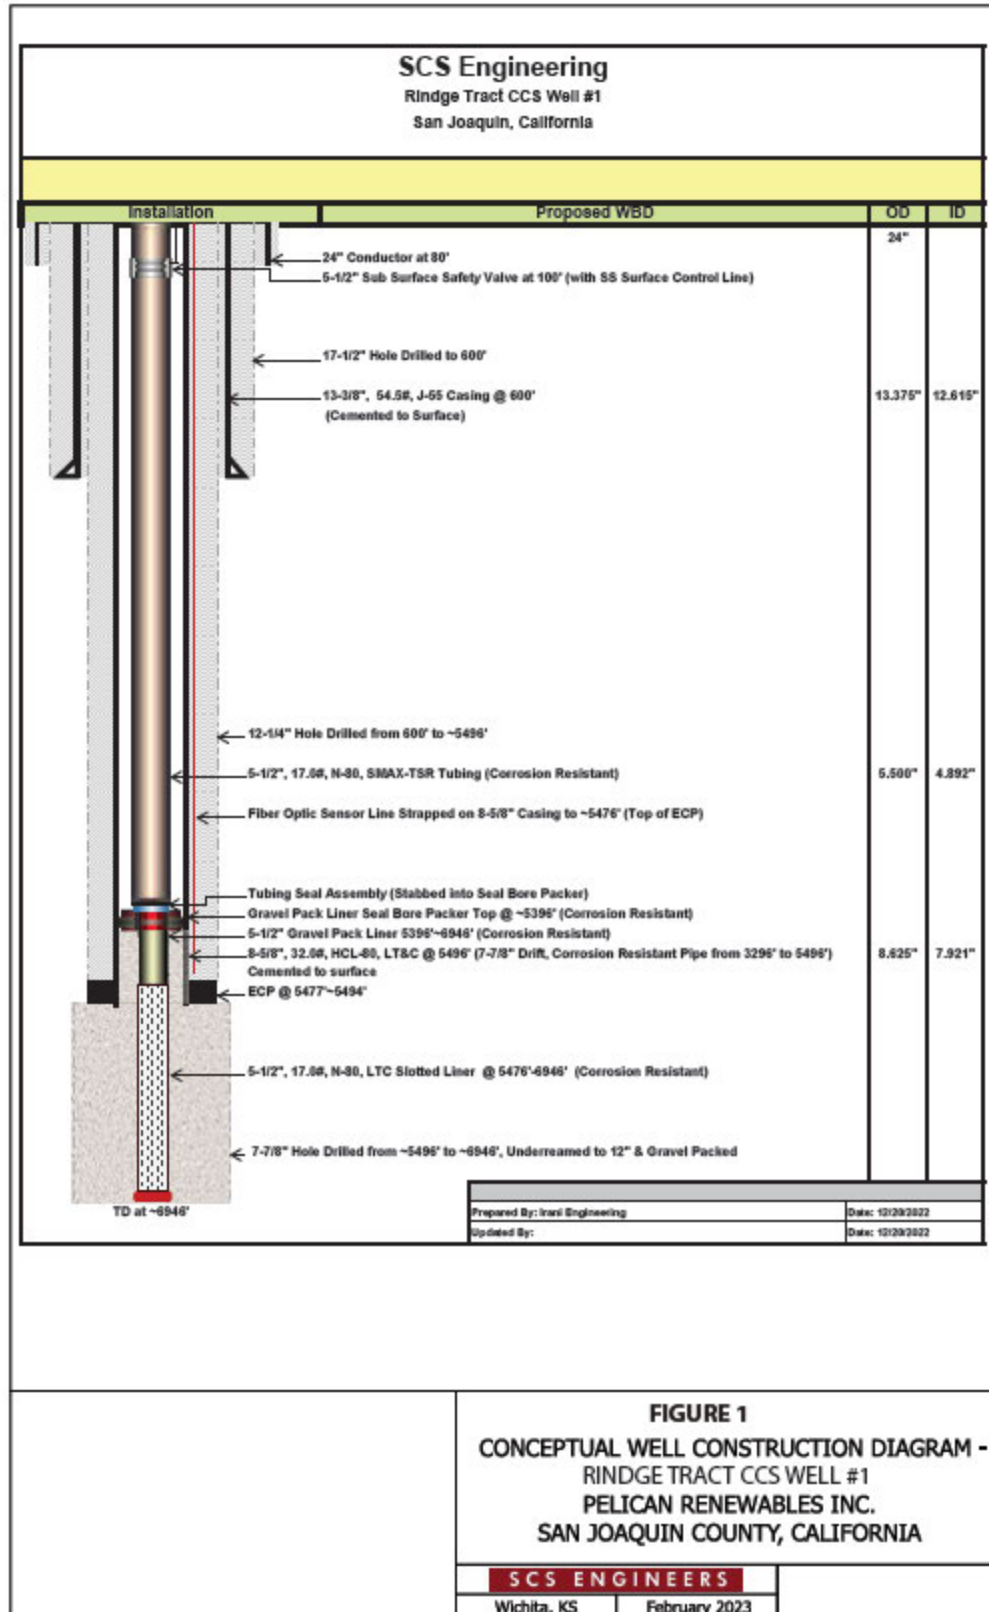 SCS Engineering
Rindge Tract CCS Well #1
San Joaquin, California
Installation Proposed WBD OD ID
24"
24" Conductor at 80'
5-1/2" Sub Surface Safety Valve at 100' (with SS Surface Control Line)
17-1/2" Hole Drilled to 600'
13-3/8", 54.5#, J-55 Casing @ 600' 13.375" 12.615"
(Cemented to Surface)
12-1/4" Hole Drilled from 600' to ~5496'
5-1/2", 17.0#, N-80, SMAX-TSR Tubing (Corrosion Resistant) 5.500" 4.892"
Fiber Optic Sensor Line Strapped on 8-5/8" Casing to ~5476' (Top of ECP)
Tubing Seal Assembly (Stabbed into Seal Bore Packer)
Gravel Pack Liner Seal Bore Packer Top @ ~5396' (Corrosion Resistant)
5-1/2" Gravel Pack Liner 5396'~6946' (Corrosion Resistant)
8-5/8", 32.0#, HCL-80, LT&C @ 5496' (7-7/8" Drift, Corrosion Resistant Pipe from 3296' to 5496') 8.625" 7.921"
Cemented to surface
ECP @ 5477'~5494'
5-1/2", 17.0#, N-80, LTC Slotted Liner @ 5476'-6946' (Corrosion Resistant)
7-7/8" Hole Drilled from ~5496' to ~6946', Underreamed to 12" & Gravel Packed
TD at ~6946'
Prepared By: Irani Engineering Date: 12/20/2022
Updated By: Date: 12/20/2022
FIGURE 1
CONCEPTUAL WELL CONSTRUCTION DIAGRAM -
RINDGE TRACT CCS WELL #1
PELICAN RENEWABLES INC.
SAN JOAQUIN COUNTY, CALIFORNIA
SCS ENGINEERS
Wichita, KS February 2023